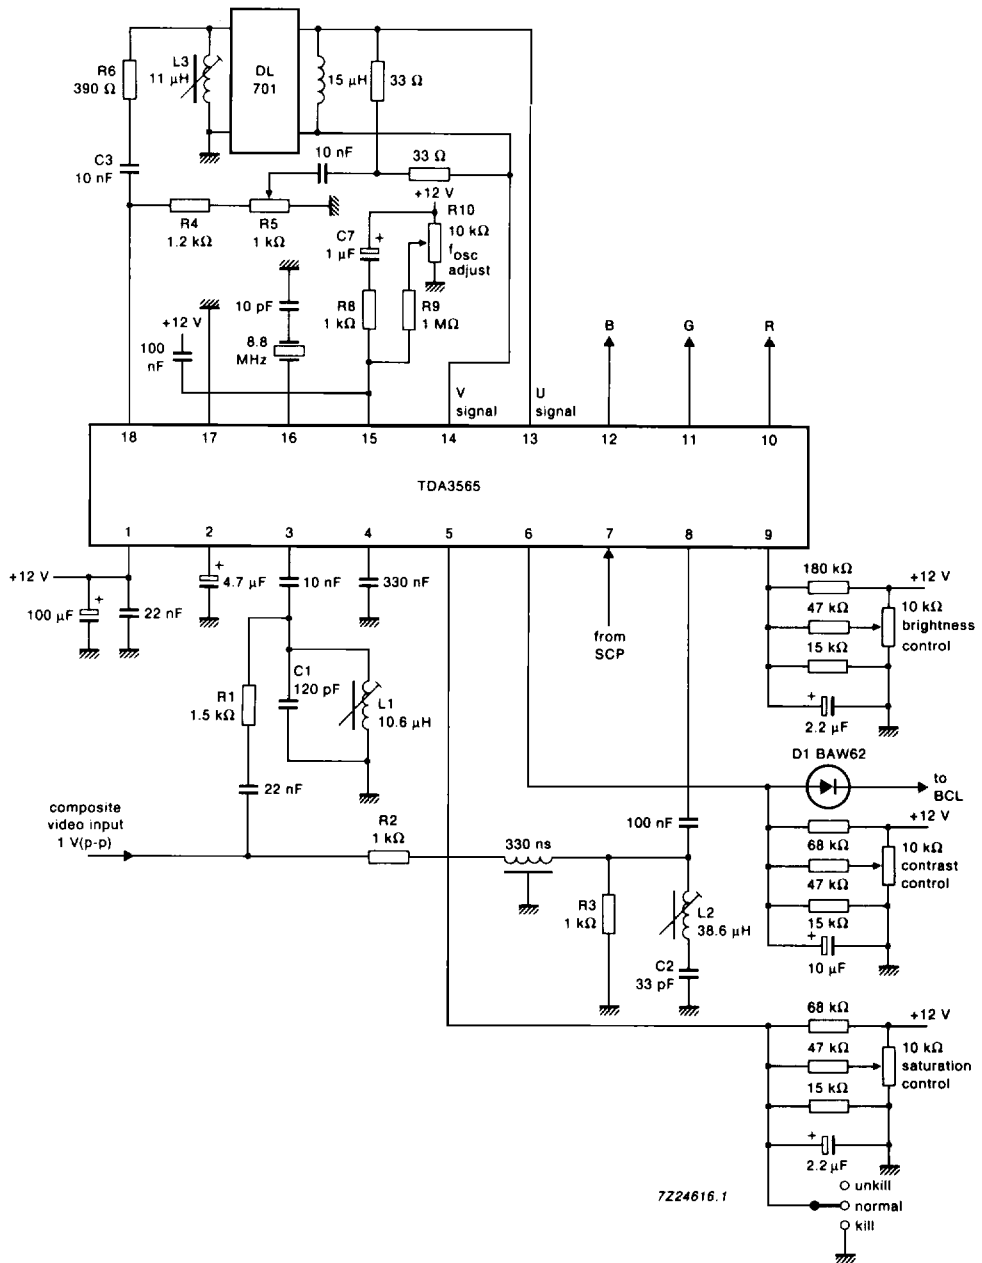 R6
390 Ω
L3
11 µH
DL
701
15 µH
33 Ω
C3
10 nF
10 nF
33 Ω
+12 V
R10
10 kΩ
fosc
adjust
R4
1.2 kΩ
R5
1 kΩ
C7
1 µF
+
10 pF
R8
1 kΩ
R9
1 MΩ
+12 V
100
nF
8.8
MHz
V
signal
U
signal
B
G
R
18
17
16
15
14
13
12
11
10
TDA3565
1
2
3
4
5
6
7
8
9
+12 V
+
100 µF
22 nF
+
4.7 µF
10 nF
330 nF
from
SCP
180 kΩ
+12 V
47 kΩ
10 kΩ
brightness
control
15 kΩ
+
2.2 µF
R1
1.5 kΩ
C1
120 pF
L1
10.6 µH
22 nF
composite
video input
1 V(p-p)
R2
1 kΩ
330 ns
100 nF
R3
1 kΩ
L2
38.6 µH
C2
33 pF
D1 BAW62
to
BCL
+12 V
68 kΩ
10 kΩ
contrast
control
47 kΩ
15 kΩ
+
10 µF
68 kΩ
+12 V
47 kΩ
10 kΩ
saturation
control
15 kΩ
+
2.2 µF
unkill
normal
kill
7Z24616.1